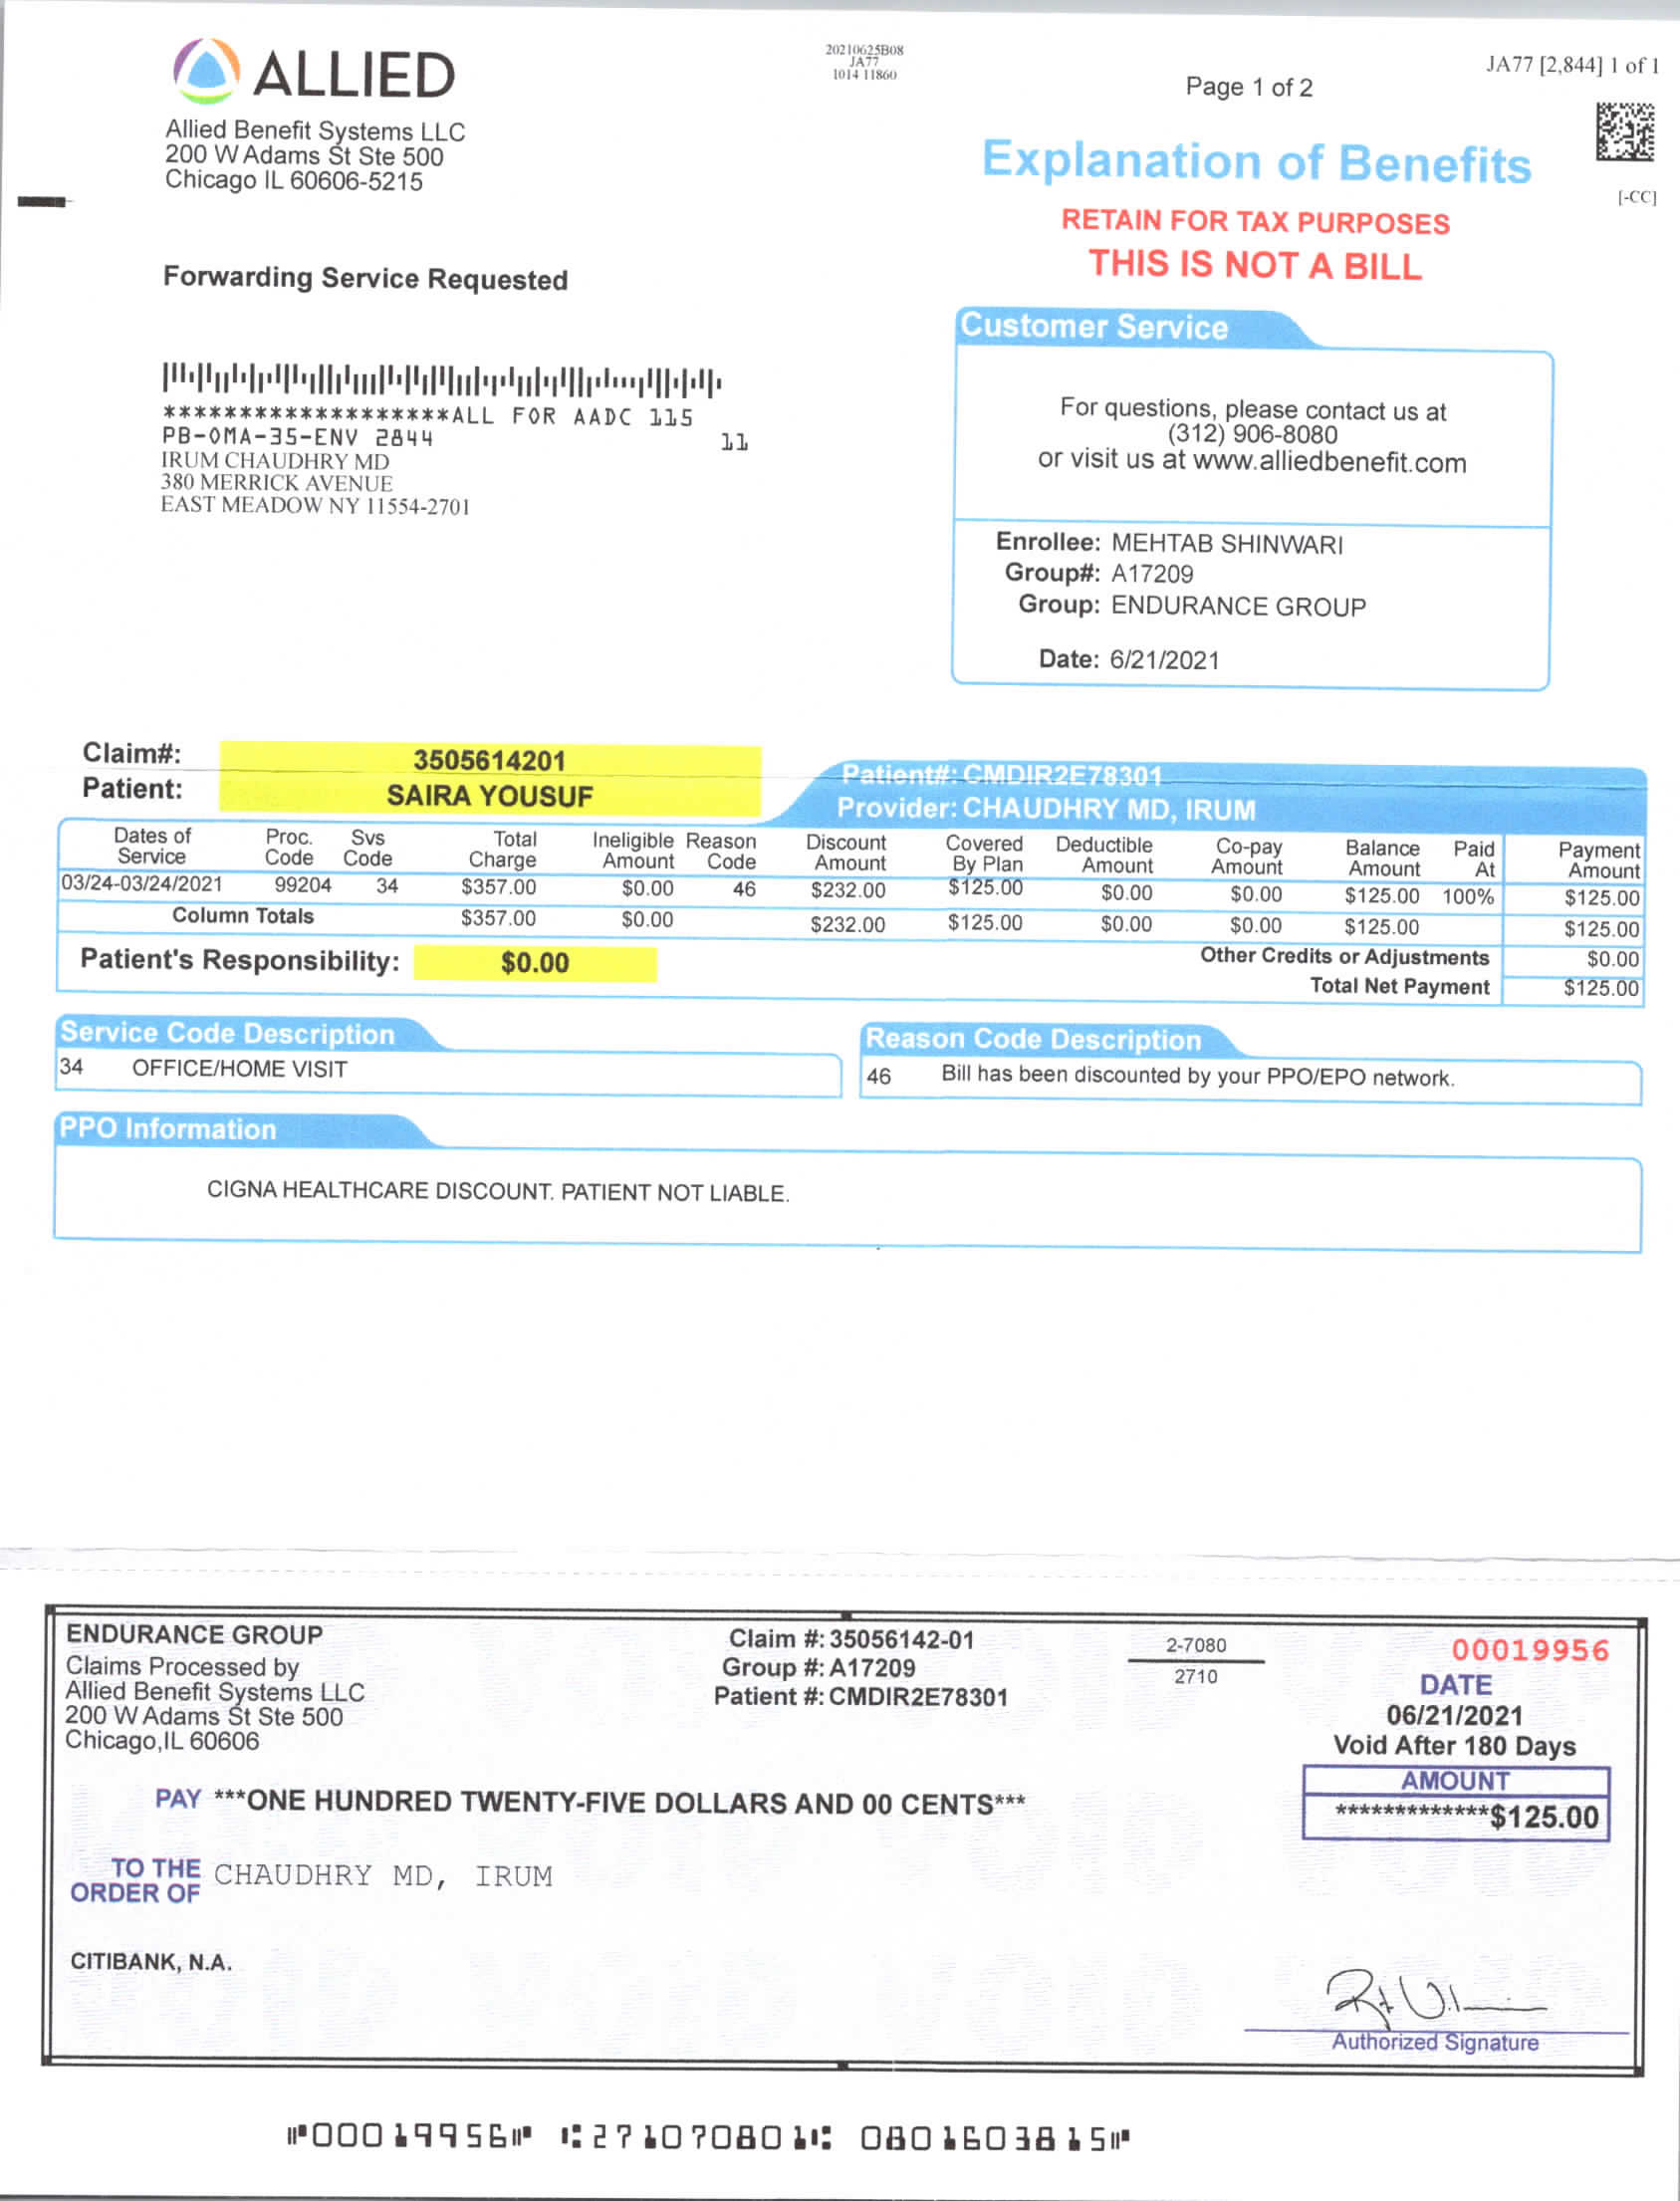 ALLIED
Allied Benefit Systems LLC
200 W Adams St Ste 500
Chicago IL 60606-5215
20210625B08
JA77
1014 11860
Page 1 of 2
JA77 [2,844] 1 of 1
Explanation of Benefits
[-CC]
RETAIN FOR TAX PURPOSES
THIS IS NOT A BILL
Forwarding Service Requested
******************ALL FOR AADC 115
PB-OMA-35-ENV 2844 11
IRUM CHAUDHRY MD
380 MERRICK AVENUE
EAST MEADOW NY 11554-2701
Customer Service
For questions, please contact us at
(312) 906-8080
or visit us at www.alliedbenefit.com
Enrollee: MEHTAB SHINWARI
Group#: A17209
Group: ENDURANCE GROUP
Date: 6/21/2021
Claim#: 3505614201
Patient: SAIRA YOUSUF
Patient#: CMDIR2E78301
Provider: CHAUDHRY MD, IRUM
Dates of Service Proc. Code Svs Code Total Charge Ineligible Amount Reason Code Discount Amount Covered By Plan Deductible Amount Co-pay Amount Balance Amount Paid At Payment Amount
03/24-03/24/2021 99204 34 $357.00 $0.00 46 $232.00 $125.00 $0.00 $0.00 $125.00 100% $125.00
Column Totals $357.00 $0.00 $232.00 $125.00 $0.00 $0.00 $125.00 $125.00
Patient's Responsibility: $0.00
Other Credits or Adjustments $0.00
Total Net Payment $125.00
Service Code Description
34 OFFICE/HOME VISIT
Reason Code Description
46 Bill has been discounted by your PPO/EPO network.
PPO Information
CIGNA HEALTHCARE DISCOUNT. PATIENT NOT LIABLE.
ENDURANCE GROUP
Claims Processed by
Allied Benefit Systems LLC
200 W Adams St Ste 500
Chicago,IL 60606
Claim #: 35056142-01
Group #: A17209
Patient #: CMDIR2E78301
2-7080
2710
00019956
DATE
06/21/2021
Void After 180 Days
AMOUNT
*************$125.00
PAY ***ONE HUNDRED TWENTY-FIVE DOLLARS AND 00 CENTS***
TO THE ORDER OF CHAUDHRY MD, IRUM
CITIBANK, N.A.
Authorized Signature
⑈00019956⑈ ⑆271070801⑆ 0801603815⑈